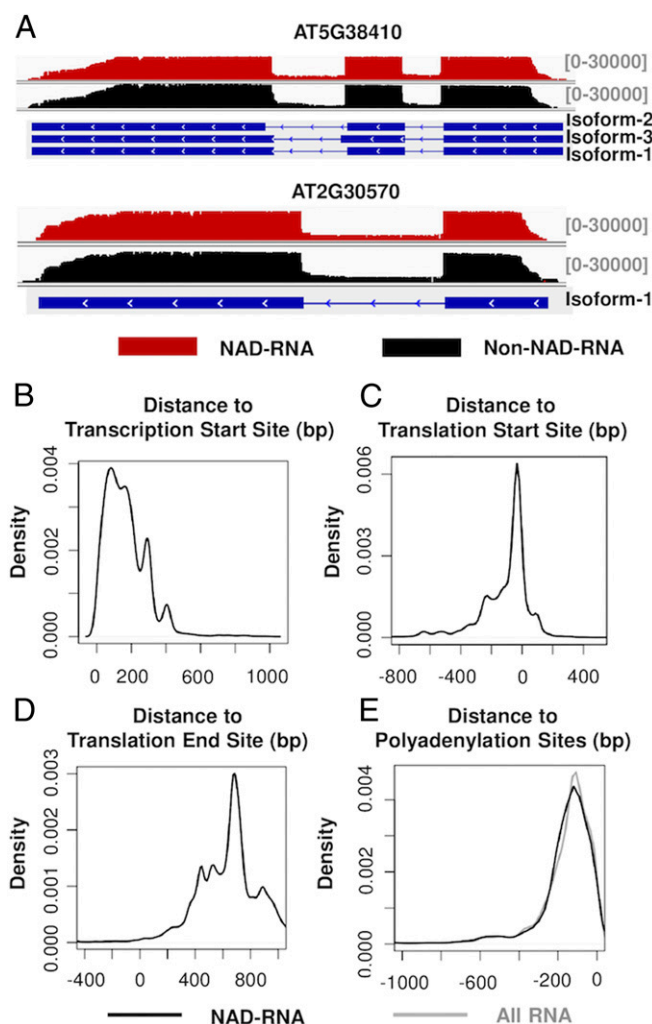 A
AT5G38410
[0-30000]
[0-30000]
Isoform-2
Isoform-3
Isoform-1
AT2G30570
[0-30000]
[0-30000]
Isoform-1
NAD-RNA
Non-NAD-RNA
B
Distance to
Transcription Start Site (bp)
Density
0.000
0.002
0.004
0
200
600
1000
C
Distance to
Translation Start Site (bp)
Density
0.000
0.003
0.006
-800
-400
0
400
D
Distance to
Translation End Site (bp)
Density
0.000
0.001
0.002
0.003
-400
0
400
800
E
Distance to
Polyadenylation Sites (bp)
Density
0.000
0.002
0.004
-1000
-600
-200
0
NAD-RNA
All RNA